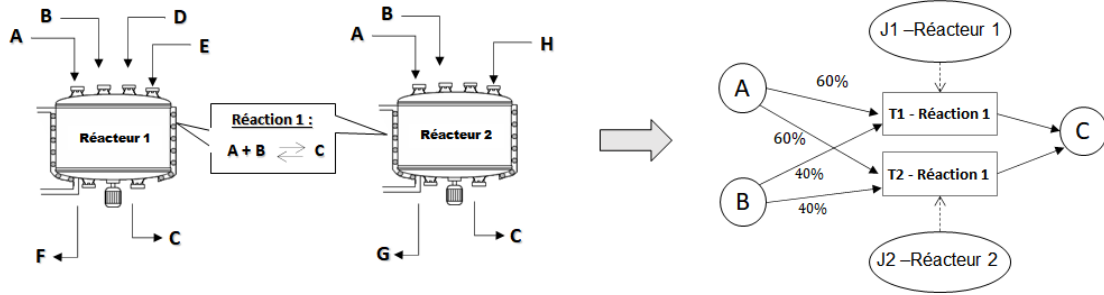 A
B
D
E
Réacteur 1
F
C
Réaction 1 :
A + B ⇄ C
A
B
H
Réacteur 2
G
C
J1 –Réacteur 1
A
60%
T1 - Réaction 1
60%
C
T2 - Réaction 1
40%
B
40%
J2 –Réacteur 2